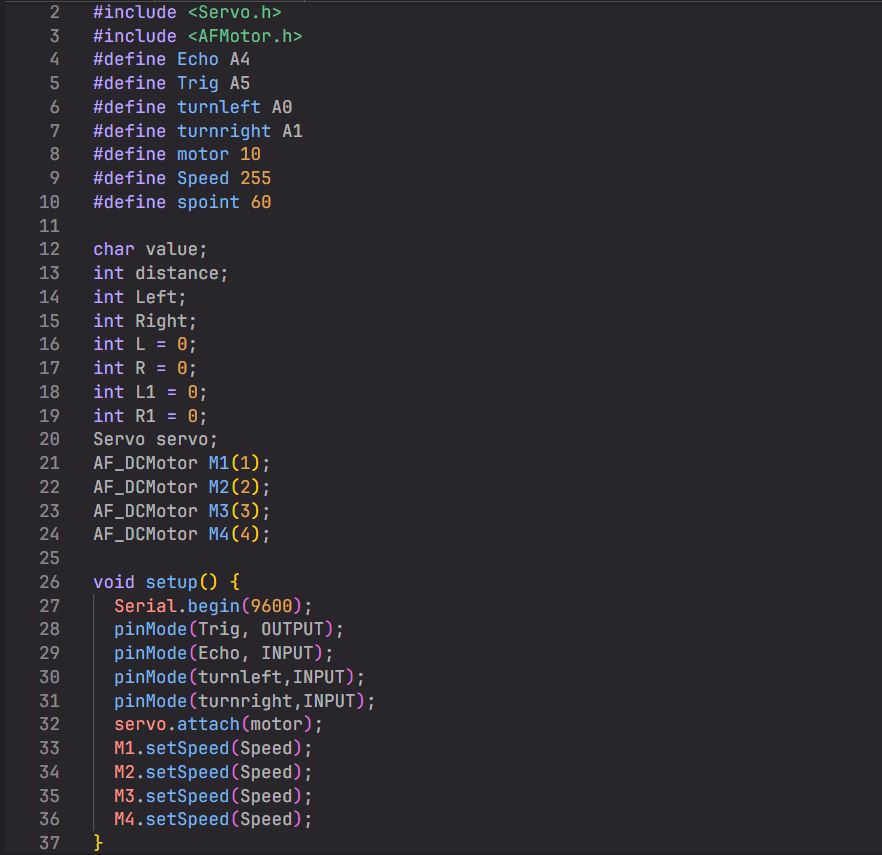 2 #include <Servo.h>
3 #include <AFMotor.h>
4 #define Echo A4
5 #define Trig A5
6 #define turnleft A0
7 #define turnright A1
8 #define motor 10
9 #define Speed 255
10 #define spoint 60
11
12 char value;
13 int distance;
14 int Left;
15 int Right;
16 int L = 0;
17 int R = 0;
18 int L1 = 0;
19 int R1 = 0;
20 Servo servo;
21 AF_DCMotor M1(1);
22 AF_DCMotor M2(2);
23 AF_DCMotor M3(3);
24 AF_DCMotor M4(4);
25
26 void setup() {
27   Serial.begin(9600);
28   pinMode(Trig, OUTPUT);
29   pinMode(Echo, INPUT);
30   pinMode(turnleft,INPUT);
31   pinMode(turnright,INPUT);
32   servo.attach(motor);
33   M1.setSpeed(Speed);
34   M2.setSpeed(Speed);
35   M3.setSpeed(Speed);
36   M4.setSpeed(Speed);
37 }